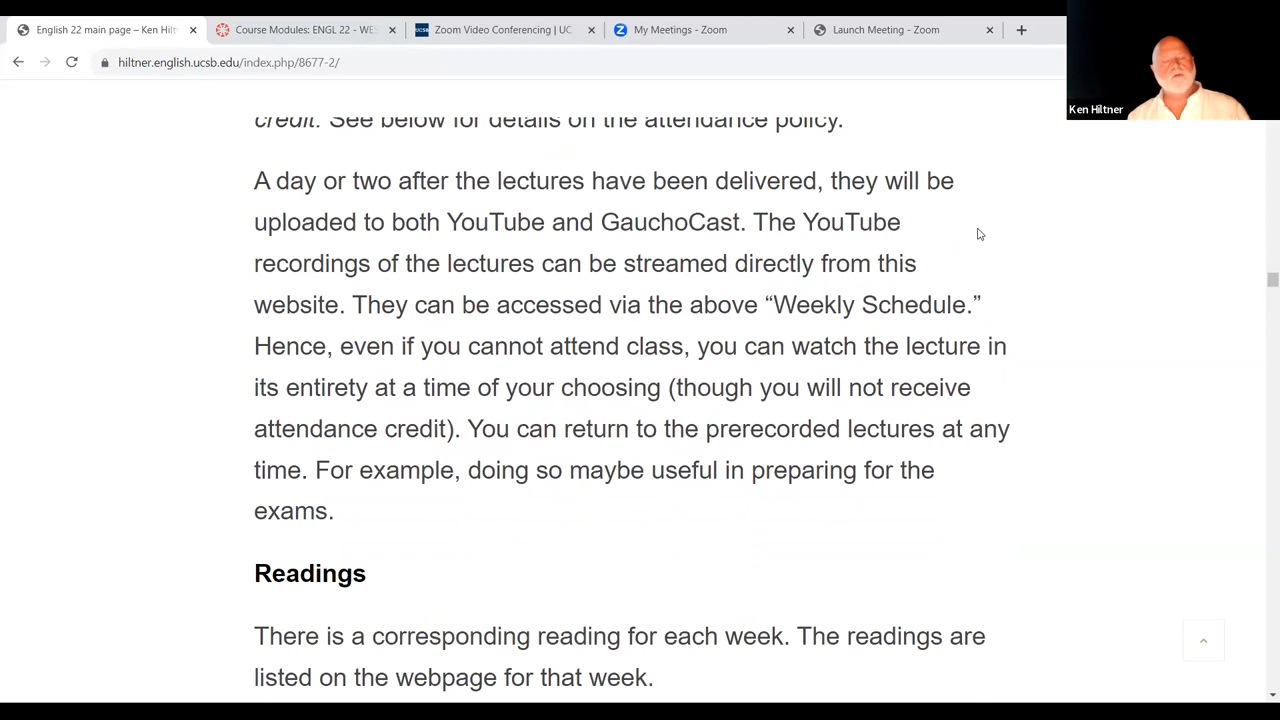 English 22 main page – Ken Hilt
Course Modules: ENGL 22 - WE
UCSB
Zoom Video Conferencing | UC
My Meetings - Zoom
Launch Meeting - Zoom
hiltner.english.ucsb.edu/index.php/8677-2/
Ken Hiltner
credit. See below for details on the attendance policy.
A day or two after the lectures have been delivered, they will be
uploaded to both YouTube and GauchoCast. The YouTube
recordings of the lectures can be streamed directly from this
website. They can be accessed via the above “Weekly Schedule.”
Hence, even if you cannot attend class, you can watch the lecture in
its entirety at a time of your choosing (though you will not receive
attendance credit). You can return to the prerecorded lectures at any
time. For example, doing so maybe useful in preparing for the
exams.
Readings
There is a corresponding reading for each week. The readings are
listed on the webpage for that week.